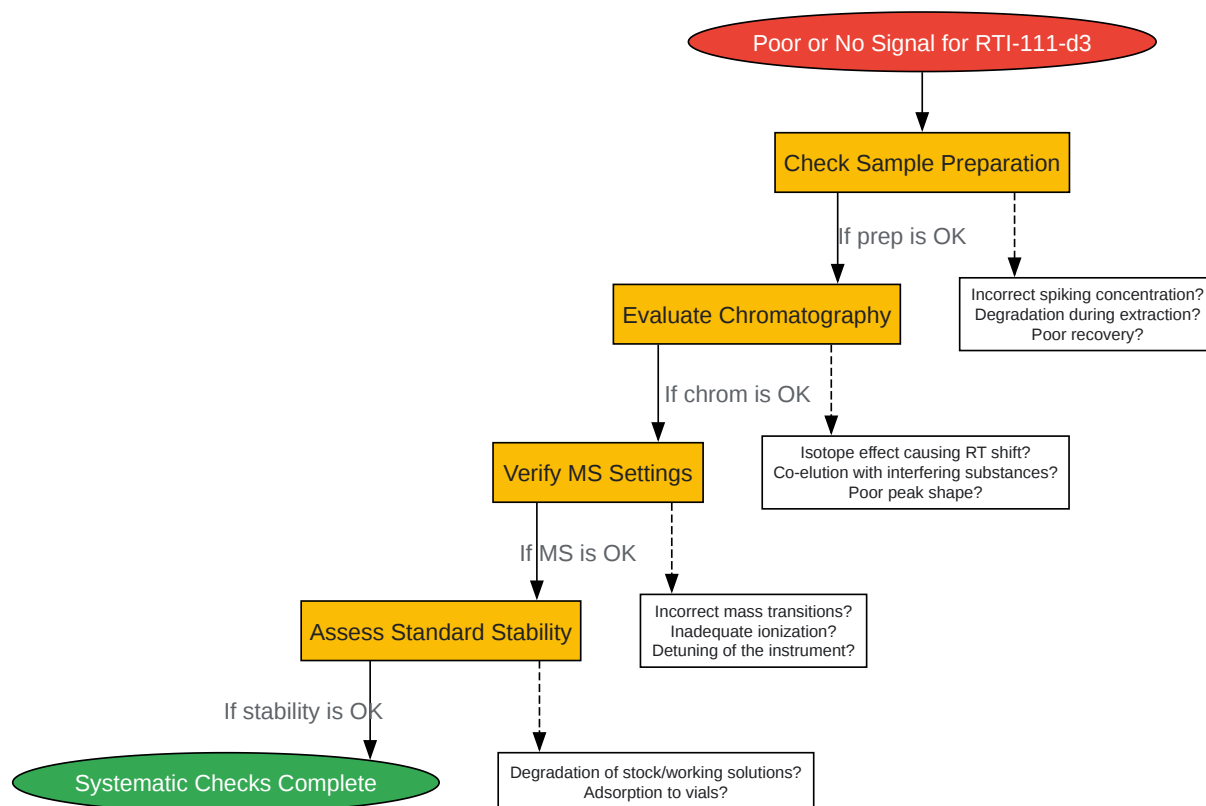 Poor or No Signal for RTI-111-d3
Check Sample Preparation
If prep is OK
Incorrect spiking concentration?
Degradation during extraction?
Poor recovery?
Evaluate Chromatography
If chrom is OK
Isotope effect causing RT shift?
Co-elution with interfering substances?
Poor peak shape?
Verify MS Settings
If MS is OK
Incorrect mass transitions?
Inadequate ionization?
Detuning of the instrument?
Assess Standard Stability
If stability is OK
Degradation of stock/working solutions?
Adsorption to vials?
Systematic Checks Complete